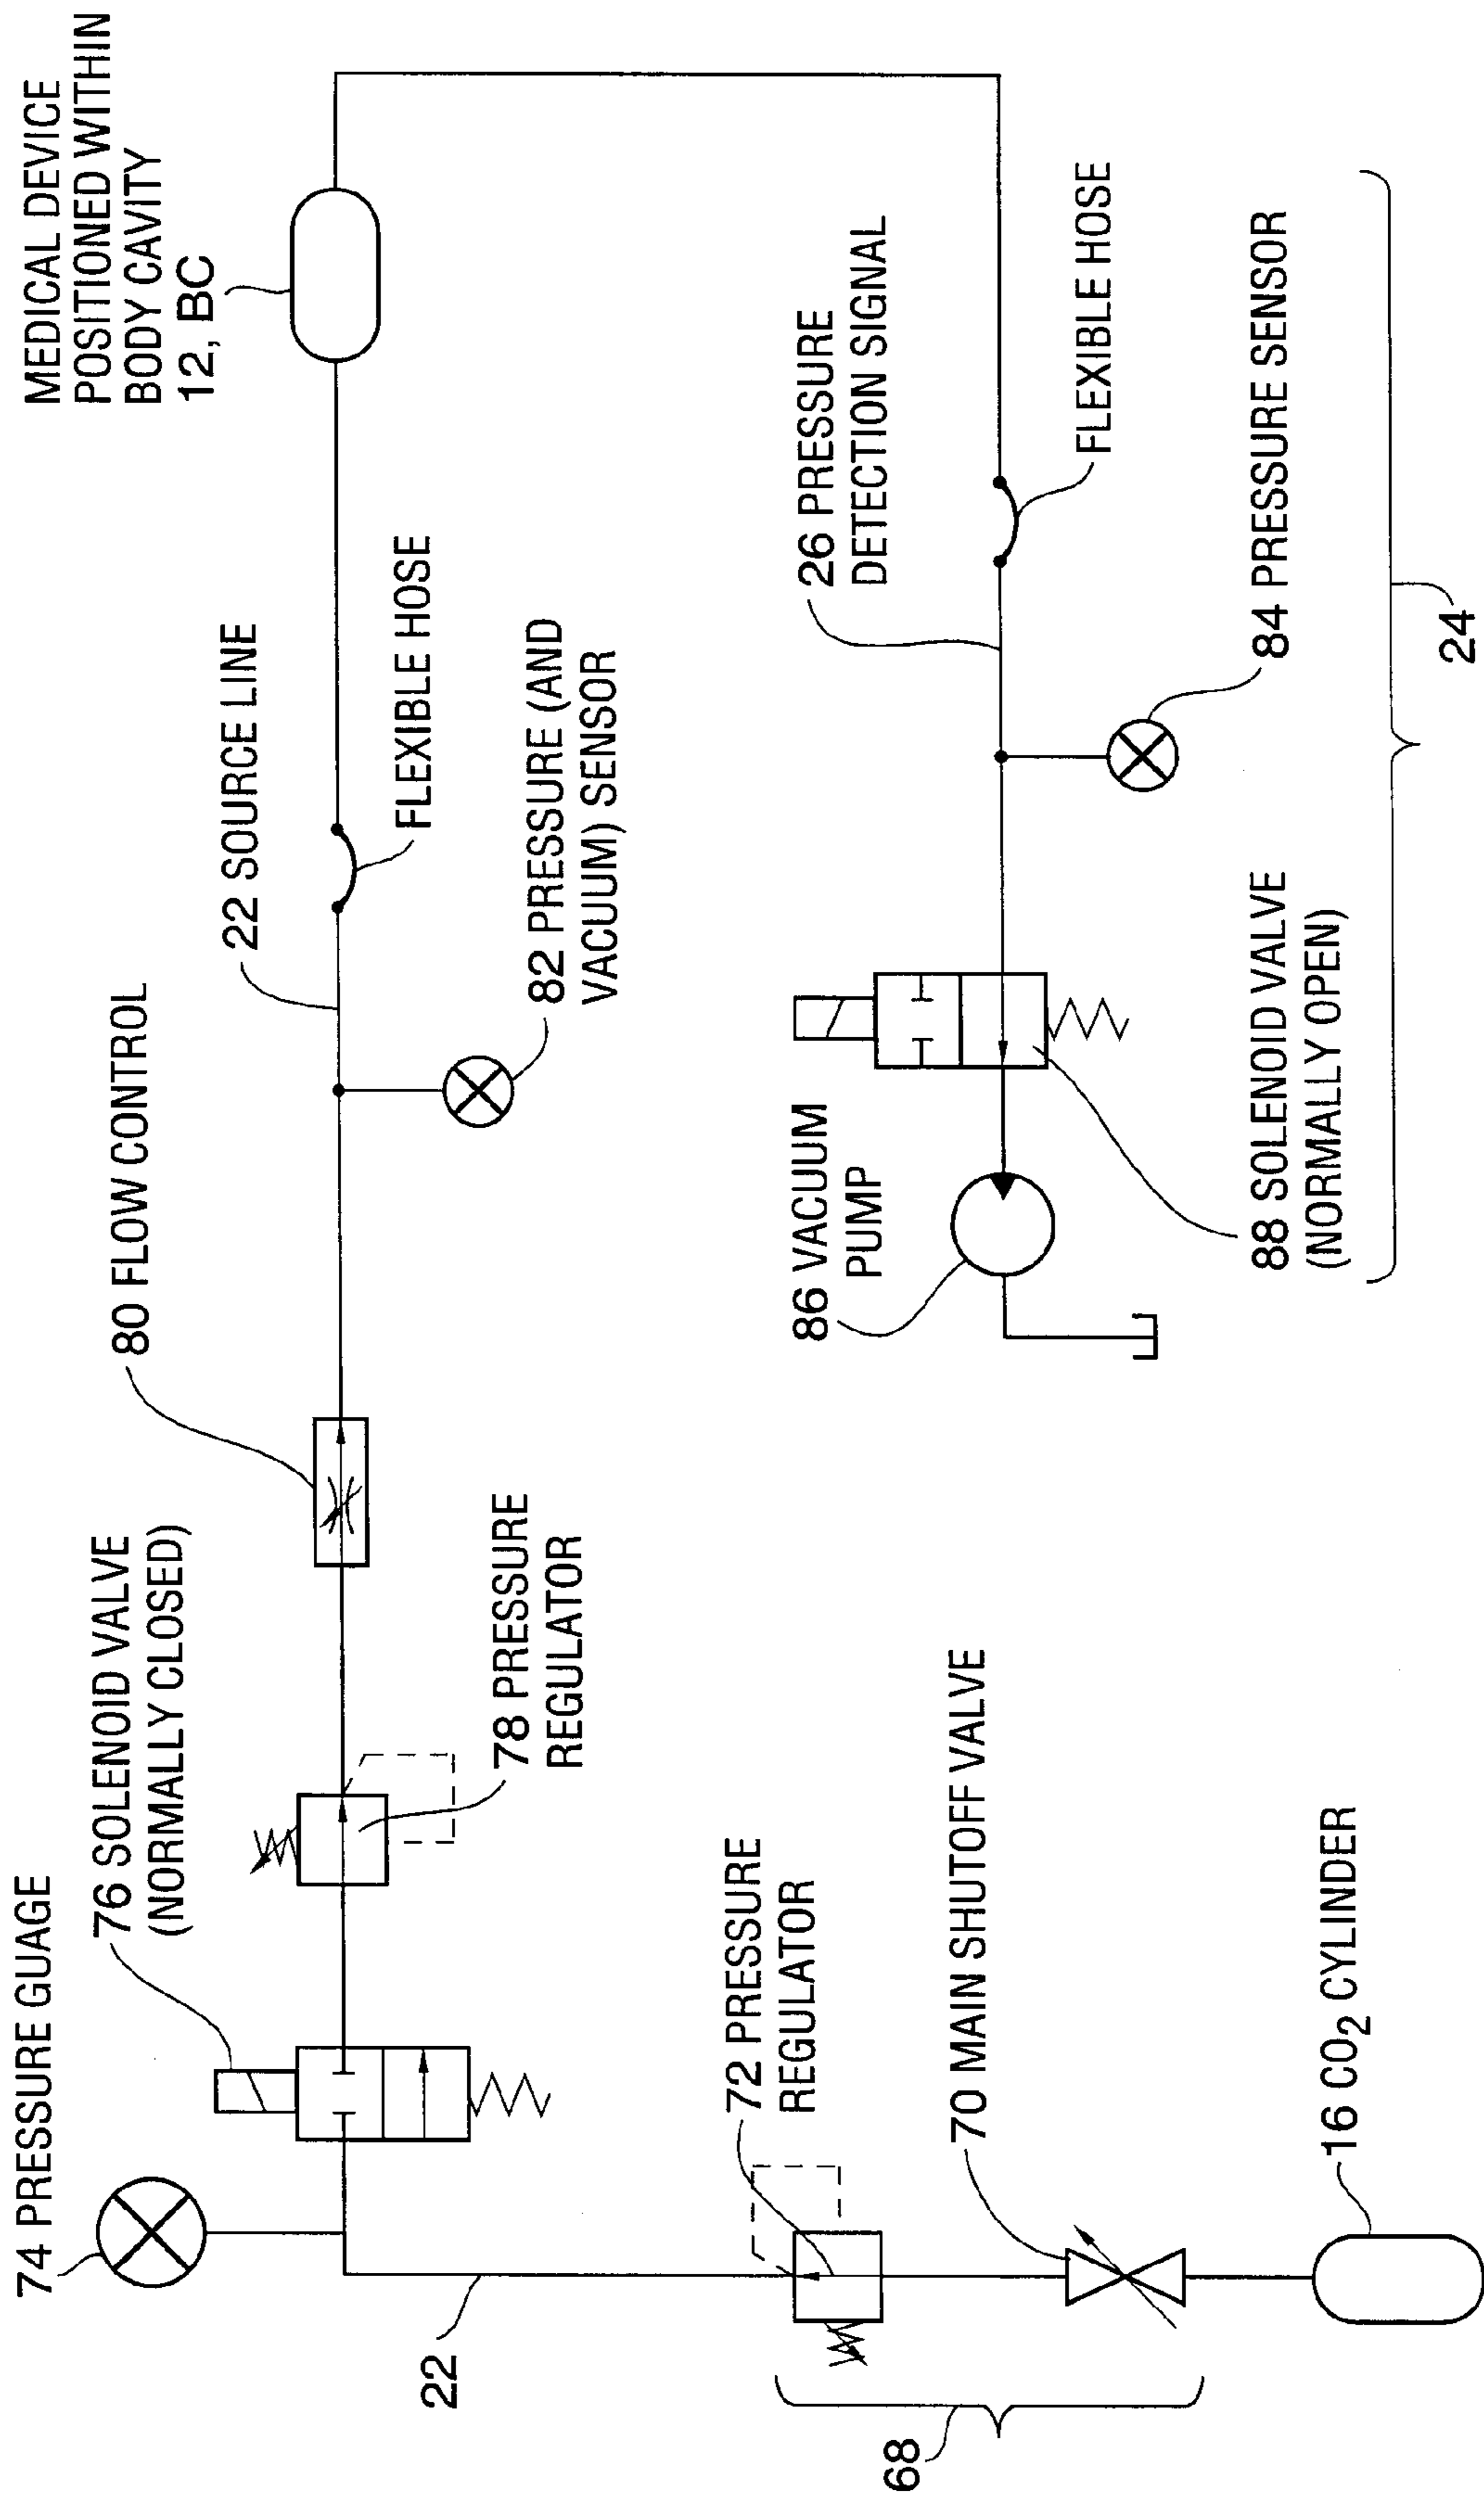 74 PRESSURE GUAGE
76 SOLENOID VALVE
(NORMALLY CLOSED)
80 FLOW CONTROL
22 SOURCE LINE
FLEXIBLE HOSE
MEDICAL DEVICE
POSITIONED WITHIN
BODY CAVITY
12, BC
78 PRESSURE
REGULATOR
82 PRESSURE (AND
VACUUM) SENSOR
22
72 PRESSURE
REGULATOR
68
70 MAIN SHUTOFF VALVE
16 CO₂ CYLINDER
86 VACUUM
PUMP
26 PRESSURE
DETECTION SIGNAL
FLEXIBLE HOSE
88 SOLENOID VALVE
(NORMALLY OPEN)
84 PRESSURE SENSOR
24